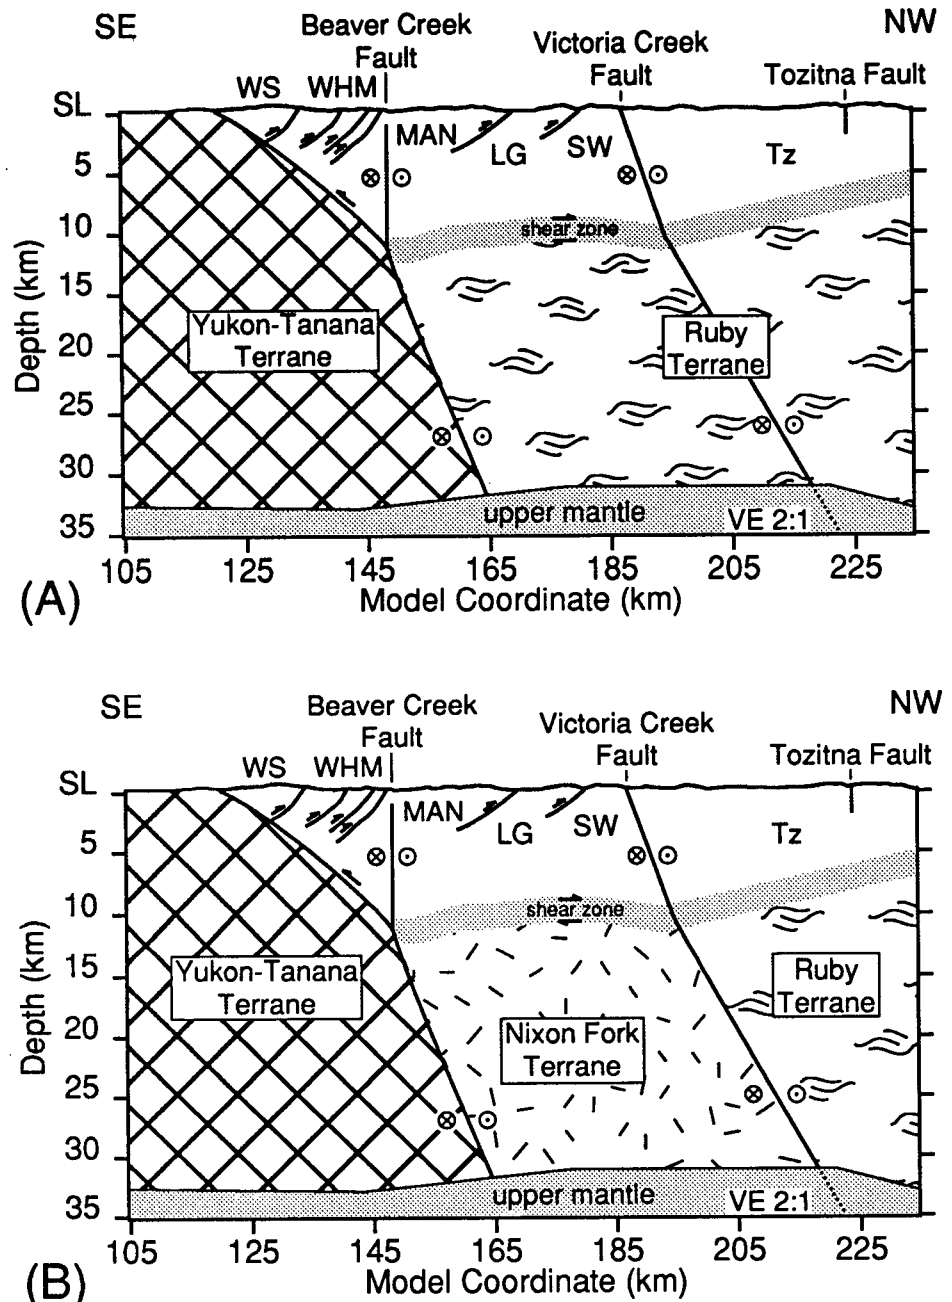 SE
NW
Beaver Creek
Fault
Victoria Creek
Fault
Tozitna Fault
WS
WHM
SL
MAN
LG
SW
Tz
5
10
shear zone
15
20
25
30
35
Depth (km)
Yukon-Tanana
Terrane
Ruby
Terrane
upper mantle
VE 2:1
105 125 145 165 185 205 225
Model Coordinate (km)
(A)
SE
NW
Beaver Creek
Fault
Victoria Creek
Fault
Tozitna Fault
WS
WHM
SL
MAN
LG
SW
Tz
5
10
shear zone
15
20
25
30
35
Depth (km)
Yukon-Tanana
Terrane
Nixon Fork
Terrane
Ruby
Terrane
upper mantle
VE 2:1
105 125 145 165 185 205 225
Model Coordinate (km)
(B)